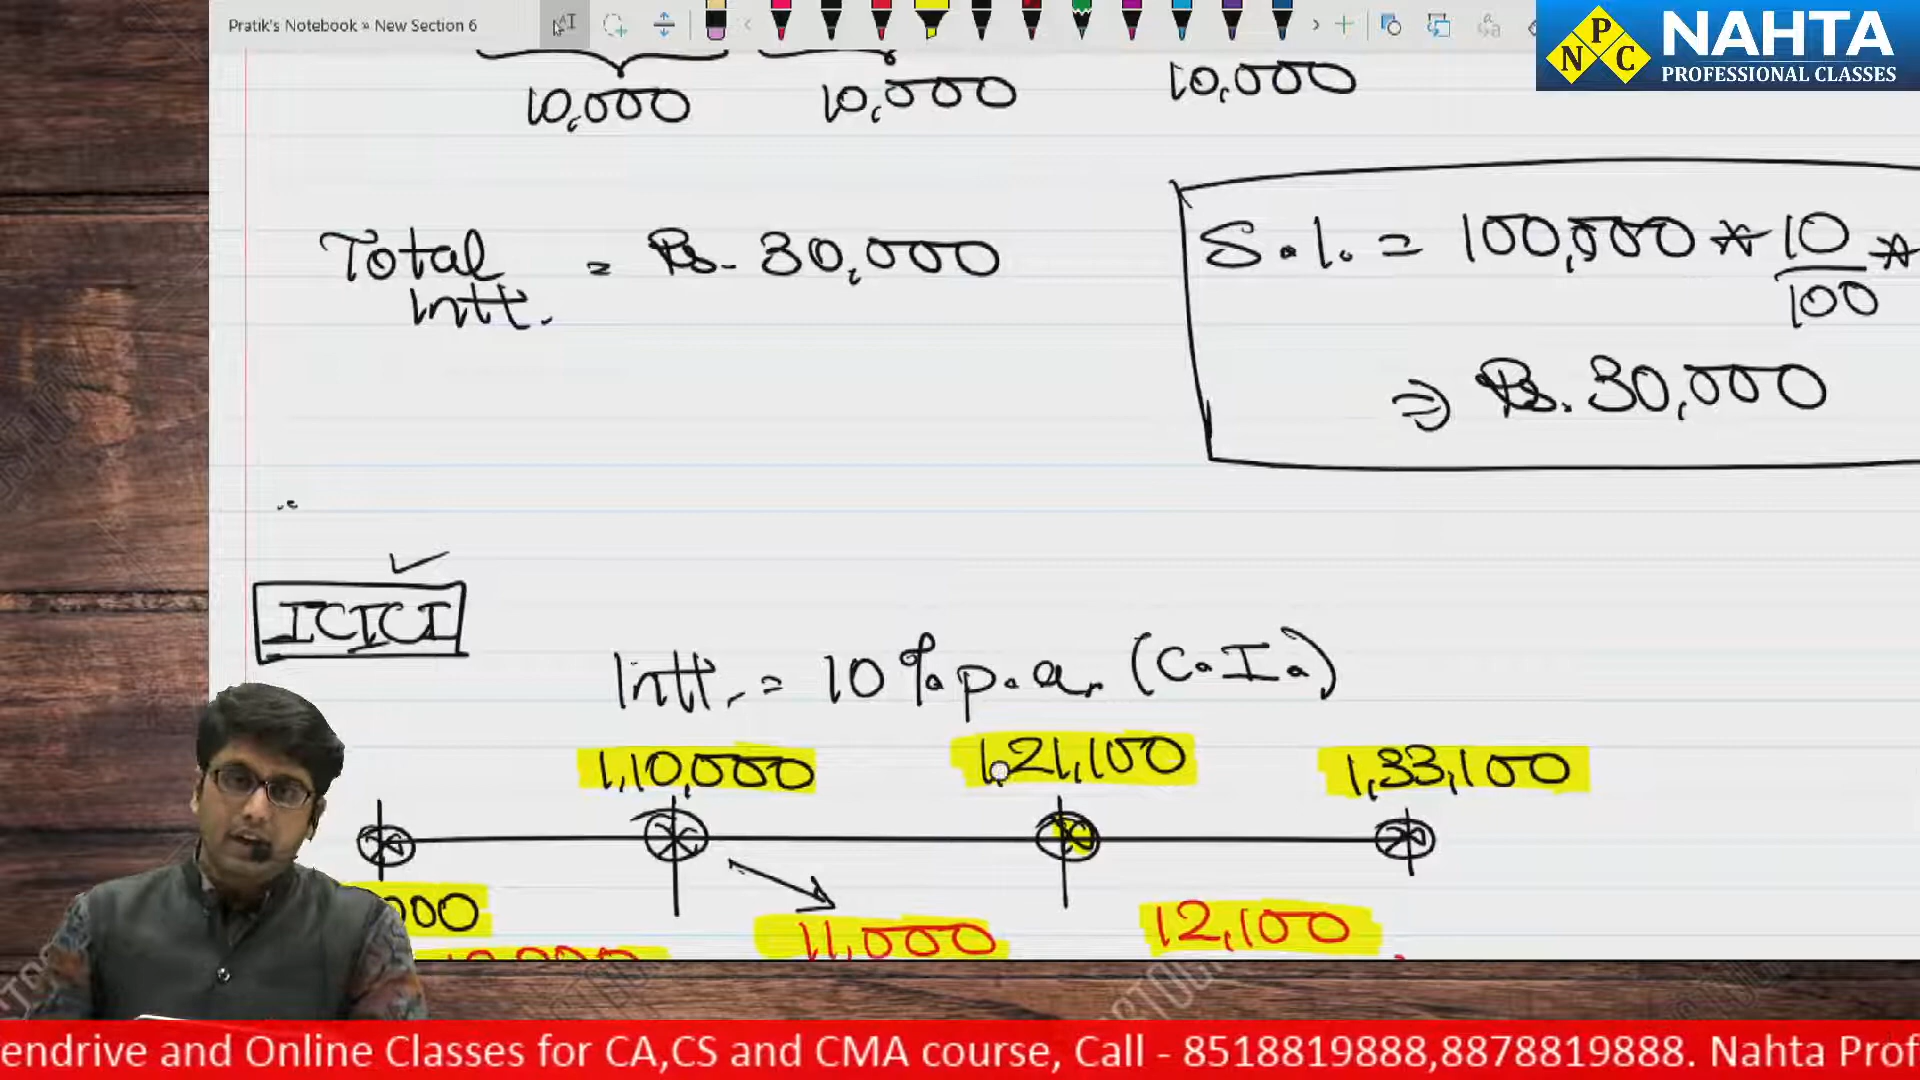 Pratik's Notebook » New Section 6
NPC
NAHTA
PROFESSIONAL CLASSES
10,000 10,000 10,000
Total Intt. = Rs. 30,000
S.I. = 100,000 * 10/100 *
⇒ Rs. 30,000
ICICI
Intt. = 10% p.a. (C.I.)
1,10,000 1,21,100 1,33,100
000 11,000 12,100
endrive and Online Classes for CA,CS and CMA course, Call - 8518819888,8878819888. Nahta Prof